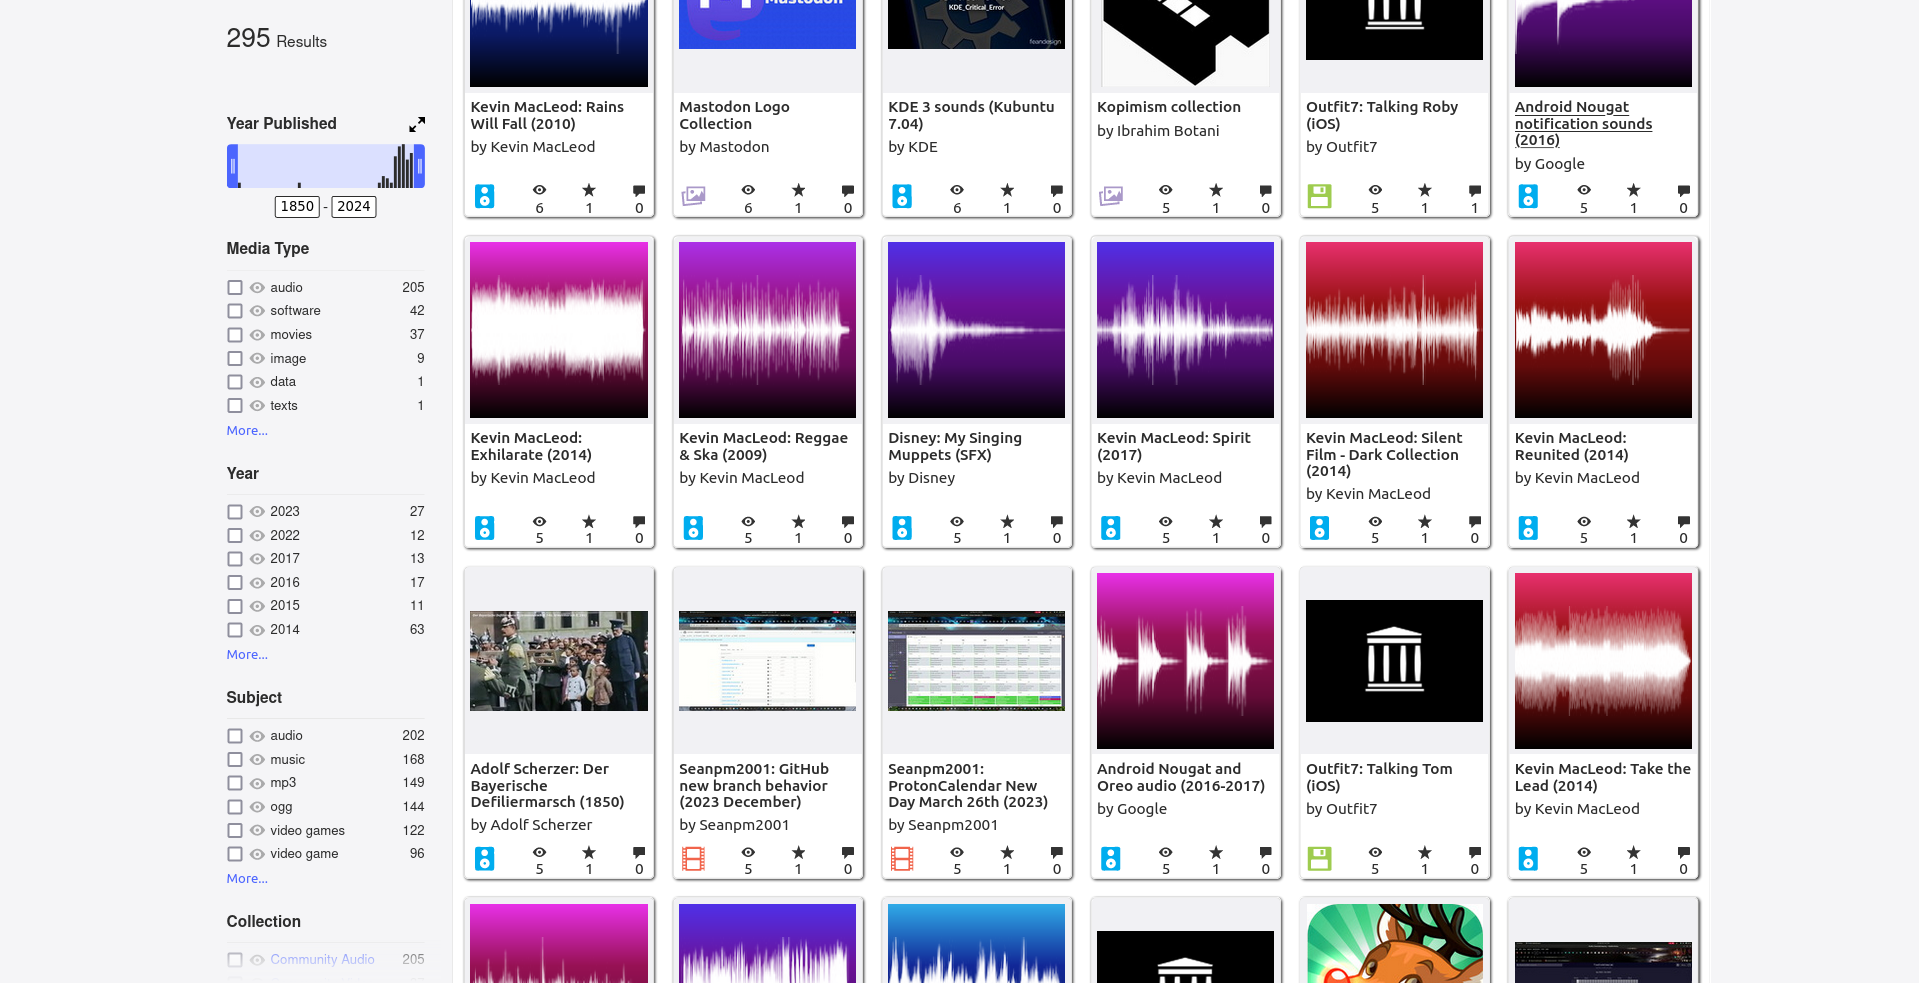 295 Results
Year Published
1850 - 2024
Media Type
audio 205
software 42
movies 37
image 9
data 1
texts 1
More...
Year
2023 27
2022 12
2017 13
2016 17
2015 11
2014 63
More...
Subject
audio 202
music 168
mp3 149
ogg 144
video games 122
video game 96
More...
Collection
Community Audio 205
Kevin MacLeod: Rains
Will Fall (2010)
by Kevin MacLeod
6 1 0
Mastodon
Mastodon Logo
Collection
by Mastodon
6 1 0
KDE_Critical_Error
feandesign
KDE 3 sounds (Kubuntu
7.04)
by KDE
6 1 0
Kopimism collection
by Ibrahim Botani
5 1 0
Outfit7: Talking Roby
(iOS)
by Outfit7
5 1 1
Android Nougat
notification sounds
(2016)
by Google
5 1 0
Kevin MacLeod:
Exhilarate (2014)
by Kevin MacLeod
5 1 0
Kevin MacLeod: Reggae
& Ska (2009)
by Kevin MacLeod
5 1 0
Disney: My Singing
Muppets (SFX)
by Disney
5 1 0
Kevin MacLeod: Spirit
(2017)
by Kevin MacLeod
5 1 0
Kevin MacLeod: Silent
Film - Dark Collection
(2014)
by Kevin MacLeod
5 1 0
Kevin MacLeod:
Reunited (2014)
by Kevin MacLeod
5 1 0
Adolf Scherzer: Der
Bayerische
Defiliermarsch (1850)
by Adolf Scherzer
5 1 0
Seanpm2001: GitHub
new branch behavior
(2023 December)
by Seanpm2001
5 1 0
Seanpm2001:
ProtonCalendar New
Day March 26th (2023)
by Seanpm2001
5 1 0
Android Nougat and
Oreo audio (2016-2017)
by Google
5 1 0
Outfit7: Talking Tom
(iOS)
by Outfit7
5 1 0
Kevin MacLeod: Take the
Lead (2014)
by Kevin MacLeod
5 1 0